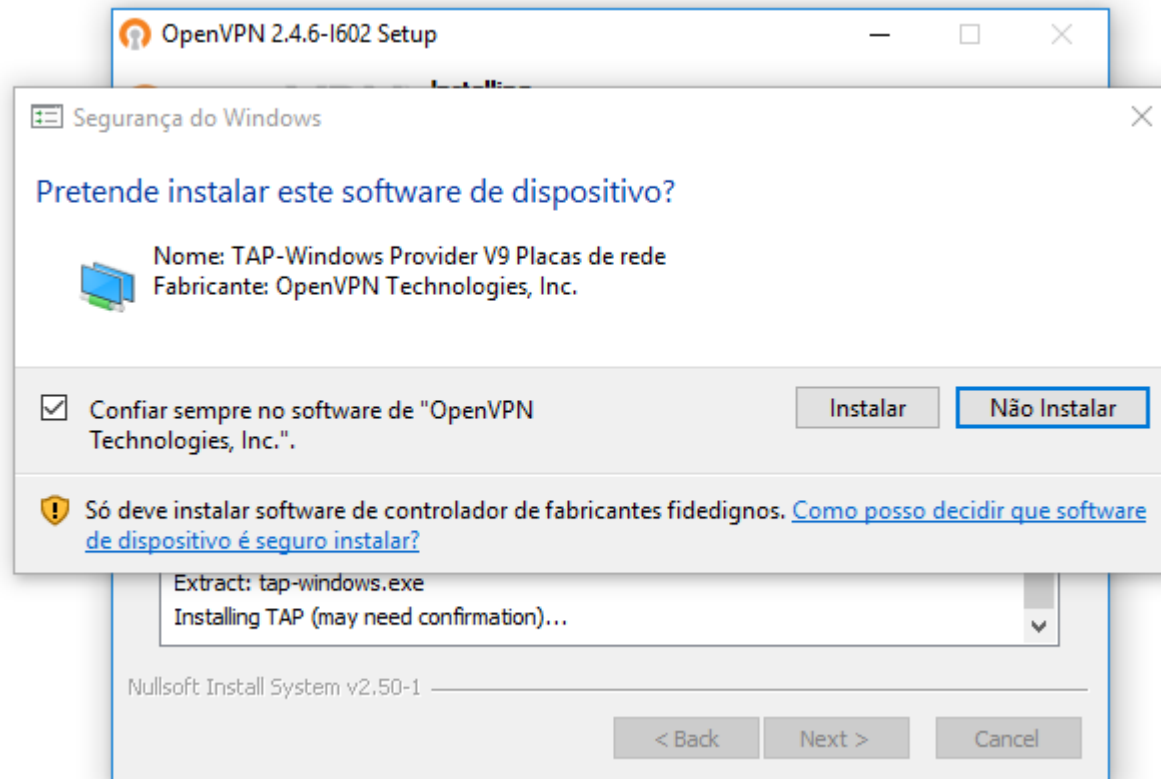 OpenVPN 2.4.6-I602 Setup
Segurança do Windows
Pretende instalar este software de dispositivo?
Nome: TAP-Windows Provider V9 Placas de rede
Fabricante: OpenVPN Technologies, Inc.
Confiar sempre no software de "OpenVPN
Technologies, Inc.".
Instalar
Não Instalar
Só deve instalar software de controlador de fabricantes fidedignos. Como posso decidir que software
de dispositivo é seguro instalar?
Extract: tap-windows.exe
Installing TAP (may need confirmation)...
Nullsoft Install System v2.50-1
< Back
Next >
Cancel